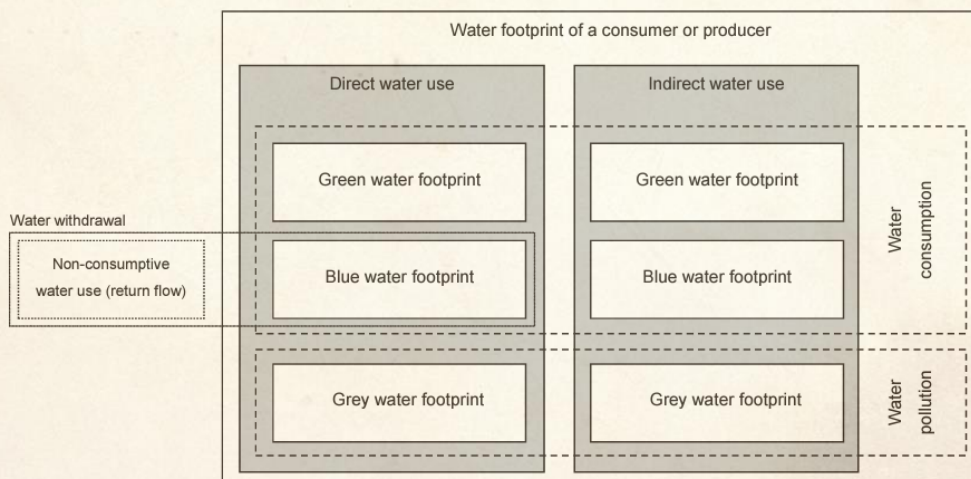 Water footprint of a consumer or producer
Direct water use
Indirect water use
Green water footprint
Green water footprint
Water
consumption
Water withdrawal
Non-consumptive
water use (return flow)
Blue water footprint
Blue water footprint
Grey water footprint
Grey water footprint
Water
pollution